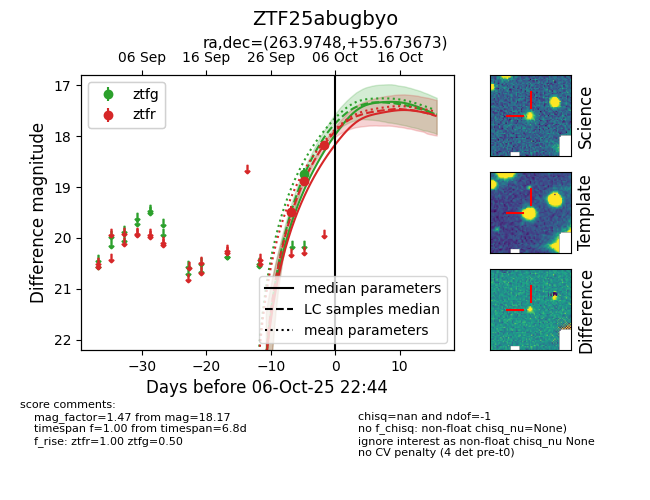 ZTF25abugbyo
ra,dec=(263.9748,+55.673673)
06 Sep 16 Sep 26 Sep 06 Oct 16 Oct
ztfg
ztfr
17
18
19
20
21
22
Difference magnitude
median parameters
LC samples median
mean parameters
−30 −20 −10 0 10
Days before 06-Oct-25 22:44
Science
Template
Difference
score comments:
mag_factor=1.47 from mag=18.17
timespan f=1.00 from timespan=6.8d
f_rise: ztfr=1.00 ztfg=0.50
chisq=nan and ndof=-1
no f_chisq: non-float chisq_nu=None)
ignore interest as non-float chisq_nu None
no CV penalty (4 det pre-t0)